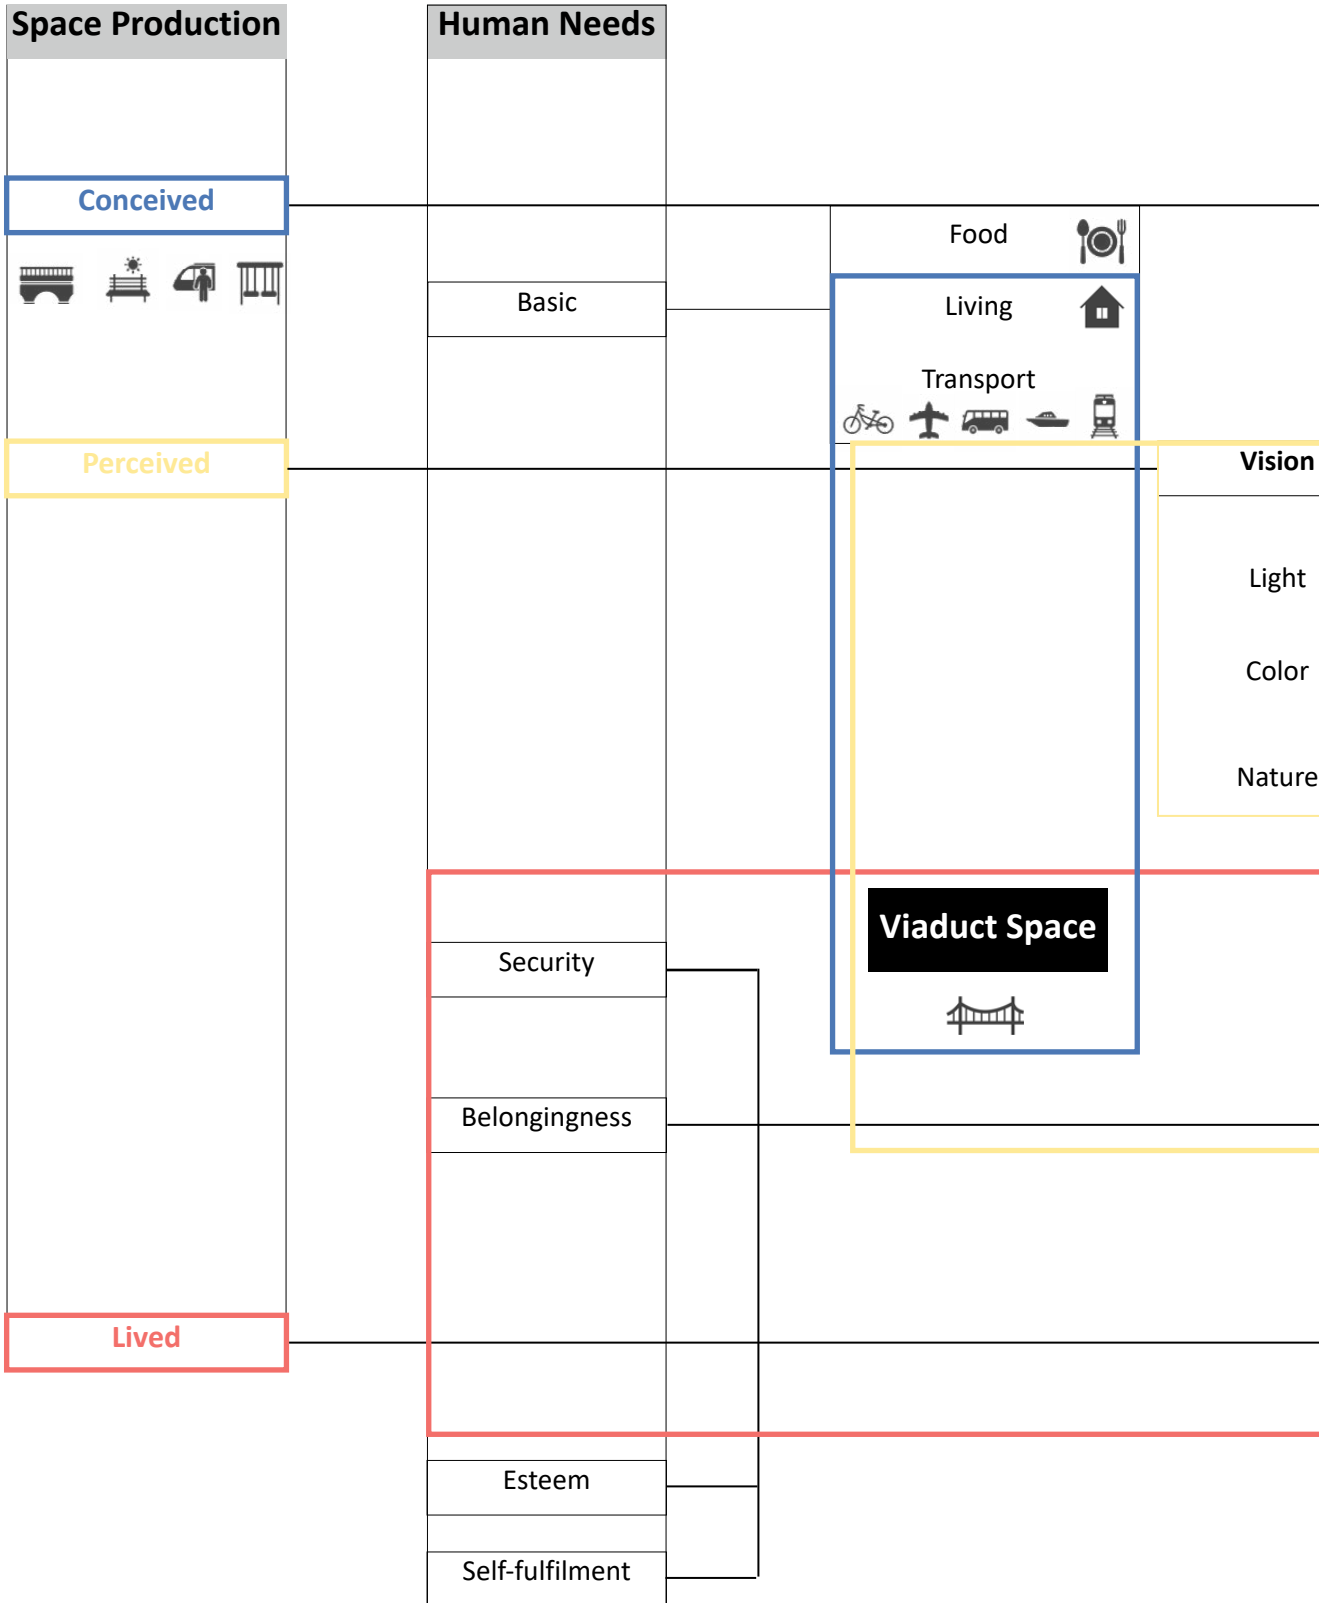 Space Production
Human Needs
Conceived
Food
Basic
Living
Transport
Perceived
Vision
Light
Color
Nature
Viaduct Space
Security
Belongingness
Lived
Esteem
Self-fulfilment